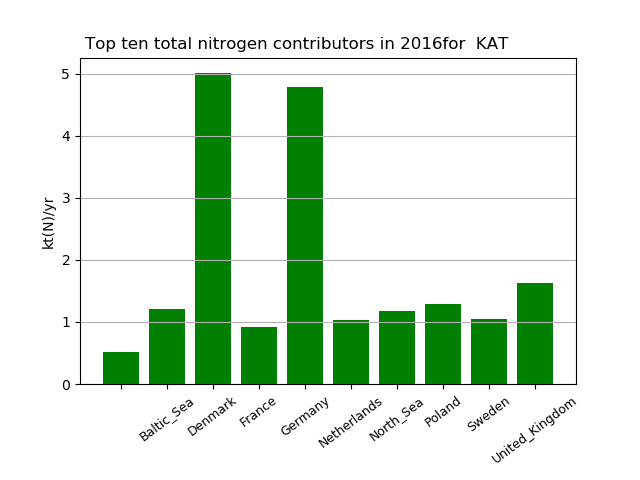 Top ten total nitrogen contributors in 2016for  KAT
kt(N)/yr
5
4
3
2
1
0
Baltic_Sea
Denmark
France
Germany
Netherlands
North_Sea
Poland
Sweden
United_Kingdom